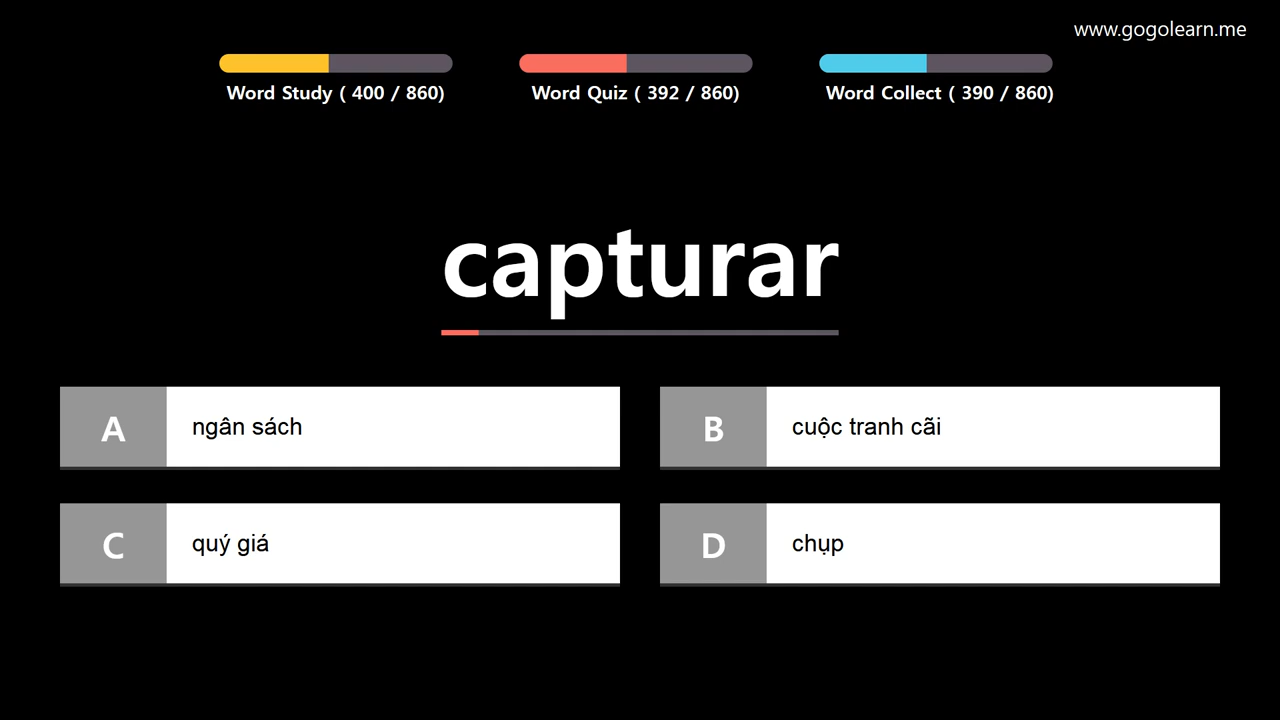 www.gogolearn.me
Word Study ( 400 / 860)
Word Quiz ( 392 / 860)
Word Collect ( 390 / 860)
capturar
A
ngân sách
B
cuộc tranh cãi
C
quý giá
D
chụp